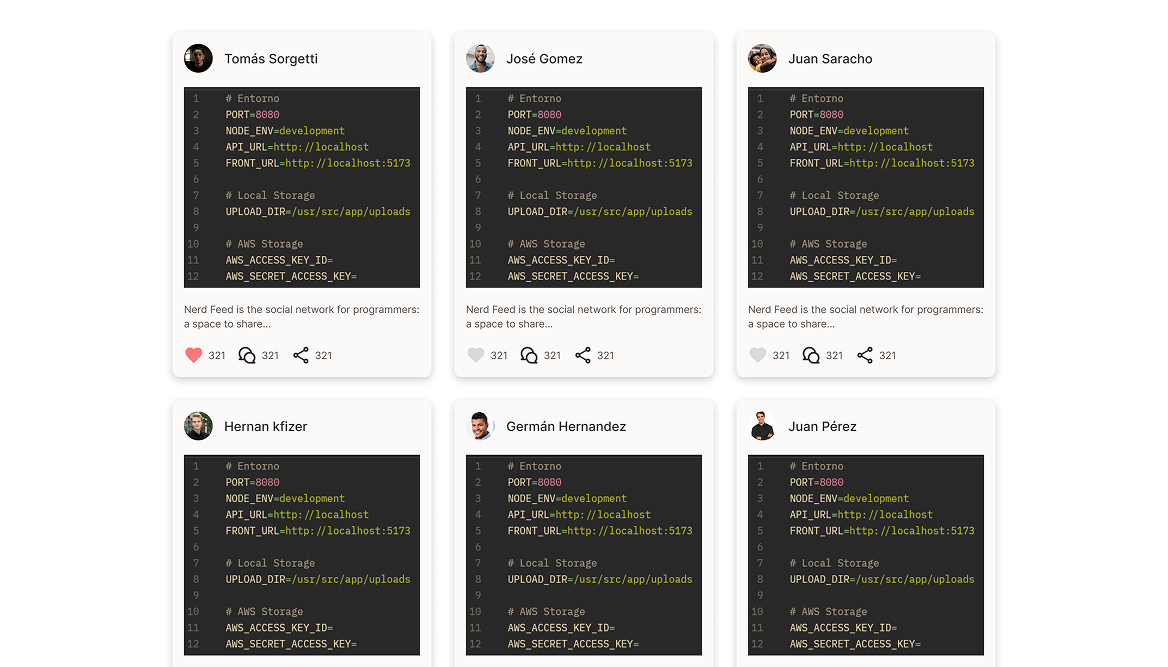 Tomás Sorgetti
1 # Entorno
2 PORT=8080
3 NODE_ENV=development
4 API_URL=http://localhost
5 FRONT_URL=http://localhost:5173
6
7 # Local Storage
8 UPLOAD_DIR=/usr/src/app/uploads
9
10 # AWS Storage
11 AWS_ACCESS_KEY_ID=
12 AWS_SECRET_ACCESS_KEY=
Nerd Feed is the social network for programmers:
a space to share...
321 321 321
José Gomez
1 # Entorno
2 PORT=8080
3 NODE_ENV=development
4 API_URL=http://localhost
5 FRONT_URL=http://localhost:5173
6
7 # Local Storage
8 UPLOAD_DIR=/usr/src/app/uploads
9
10 # AWS Storage
11 AWS_ACCESS_KEY_ID=
12 AWS_SECRET_ACCESS_KEY=
Nerd Feed is the social network for programmers:
a space to share...
321 321 321
Juan Saracho
1 # Entorno
2 PORT=8080
3 NODE_ENV=development
4 API_URL=http://localhost
5 FRONT_URL=http://localhost:5173
6
7 # Local Storage
8 UPLOAD_DIR=/usr/src/app/uploads
9
10 # AWS Storage
11 AWS_ACCESS_KEY_ID=
12 AWS_SECRET_ACCESS_KEY=
Nerd Feed is the social network for programmers:
a space to share...
321 321 321
Hernan kfizer
1 # Entorno
2 PORT=8080
3 NODE_ENV=development
4 API_URL=http://localhost
5 FRONT_URL=http://localhost:5173
6
7 # Local Storage
8 UPLOAD_DIR=/usr/src/app/uploads
9
10 # AWS Storage
11 AWS_ACCESS_KEY_ID=
12 AWS_SECRET_ACCESS_KEY=
Germán Hernandez
1 # Entorno
2 PORT=8080
3 NODE_ENV=development
4 API_URL=http://localhost
5 FRONT_URL=http://localhost:5173
6
7 # Local Storage
8 UPLOAD_DIR=/usr/src/app/uploads
9
10 # AWS Storage
11 AWS_ACCESS_KEY_ID=
12 AWS_SECRET_ACCESS_KEY=
Juan Pérez
1 # Entorno
2 PORT=8080
3 NODE_ENV=development
4 API_URL=http://localhost
5 FRONT_URL=http://localhost:5173
6
7 # Local Storage
8 UPLOAD_DIR=/usr/src/app/uploads
9
10 # AWS Storage
11 AWS_ACCESS_KEY_ID=
12 AWS_SECRET_ACCESS_KEY=